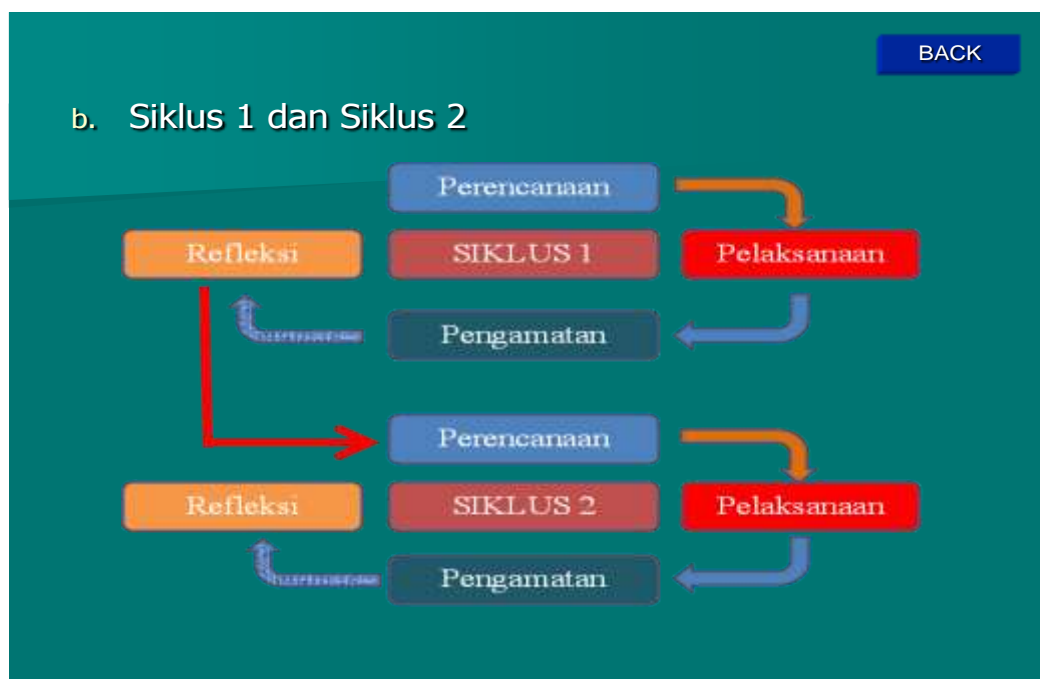 BACK
b. Siklus 1 dan Siklus 2
Perencanaan
Refleksi
SIKLUS 1
Pelaksanaan
Pengamatan
Perencanaan
Refleksi
SIKLUS 2
Pelaksanaan
Pengamatan